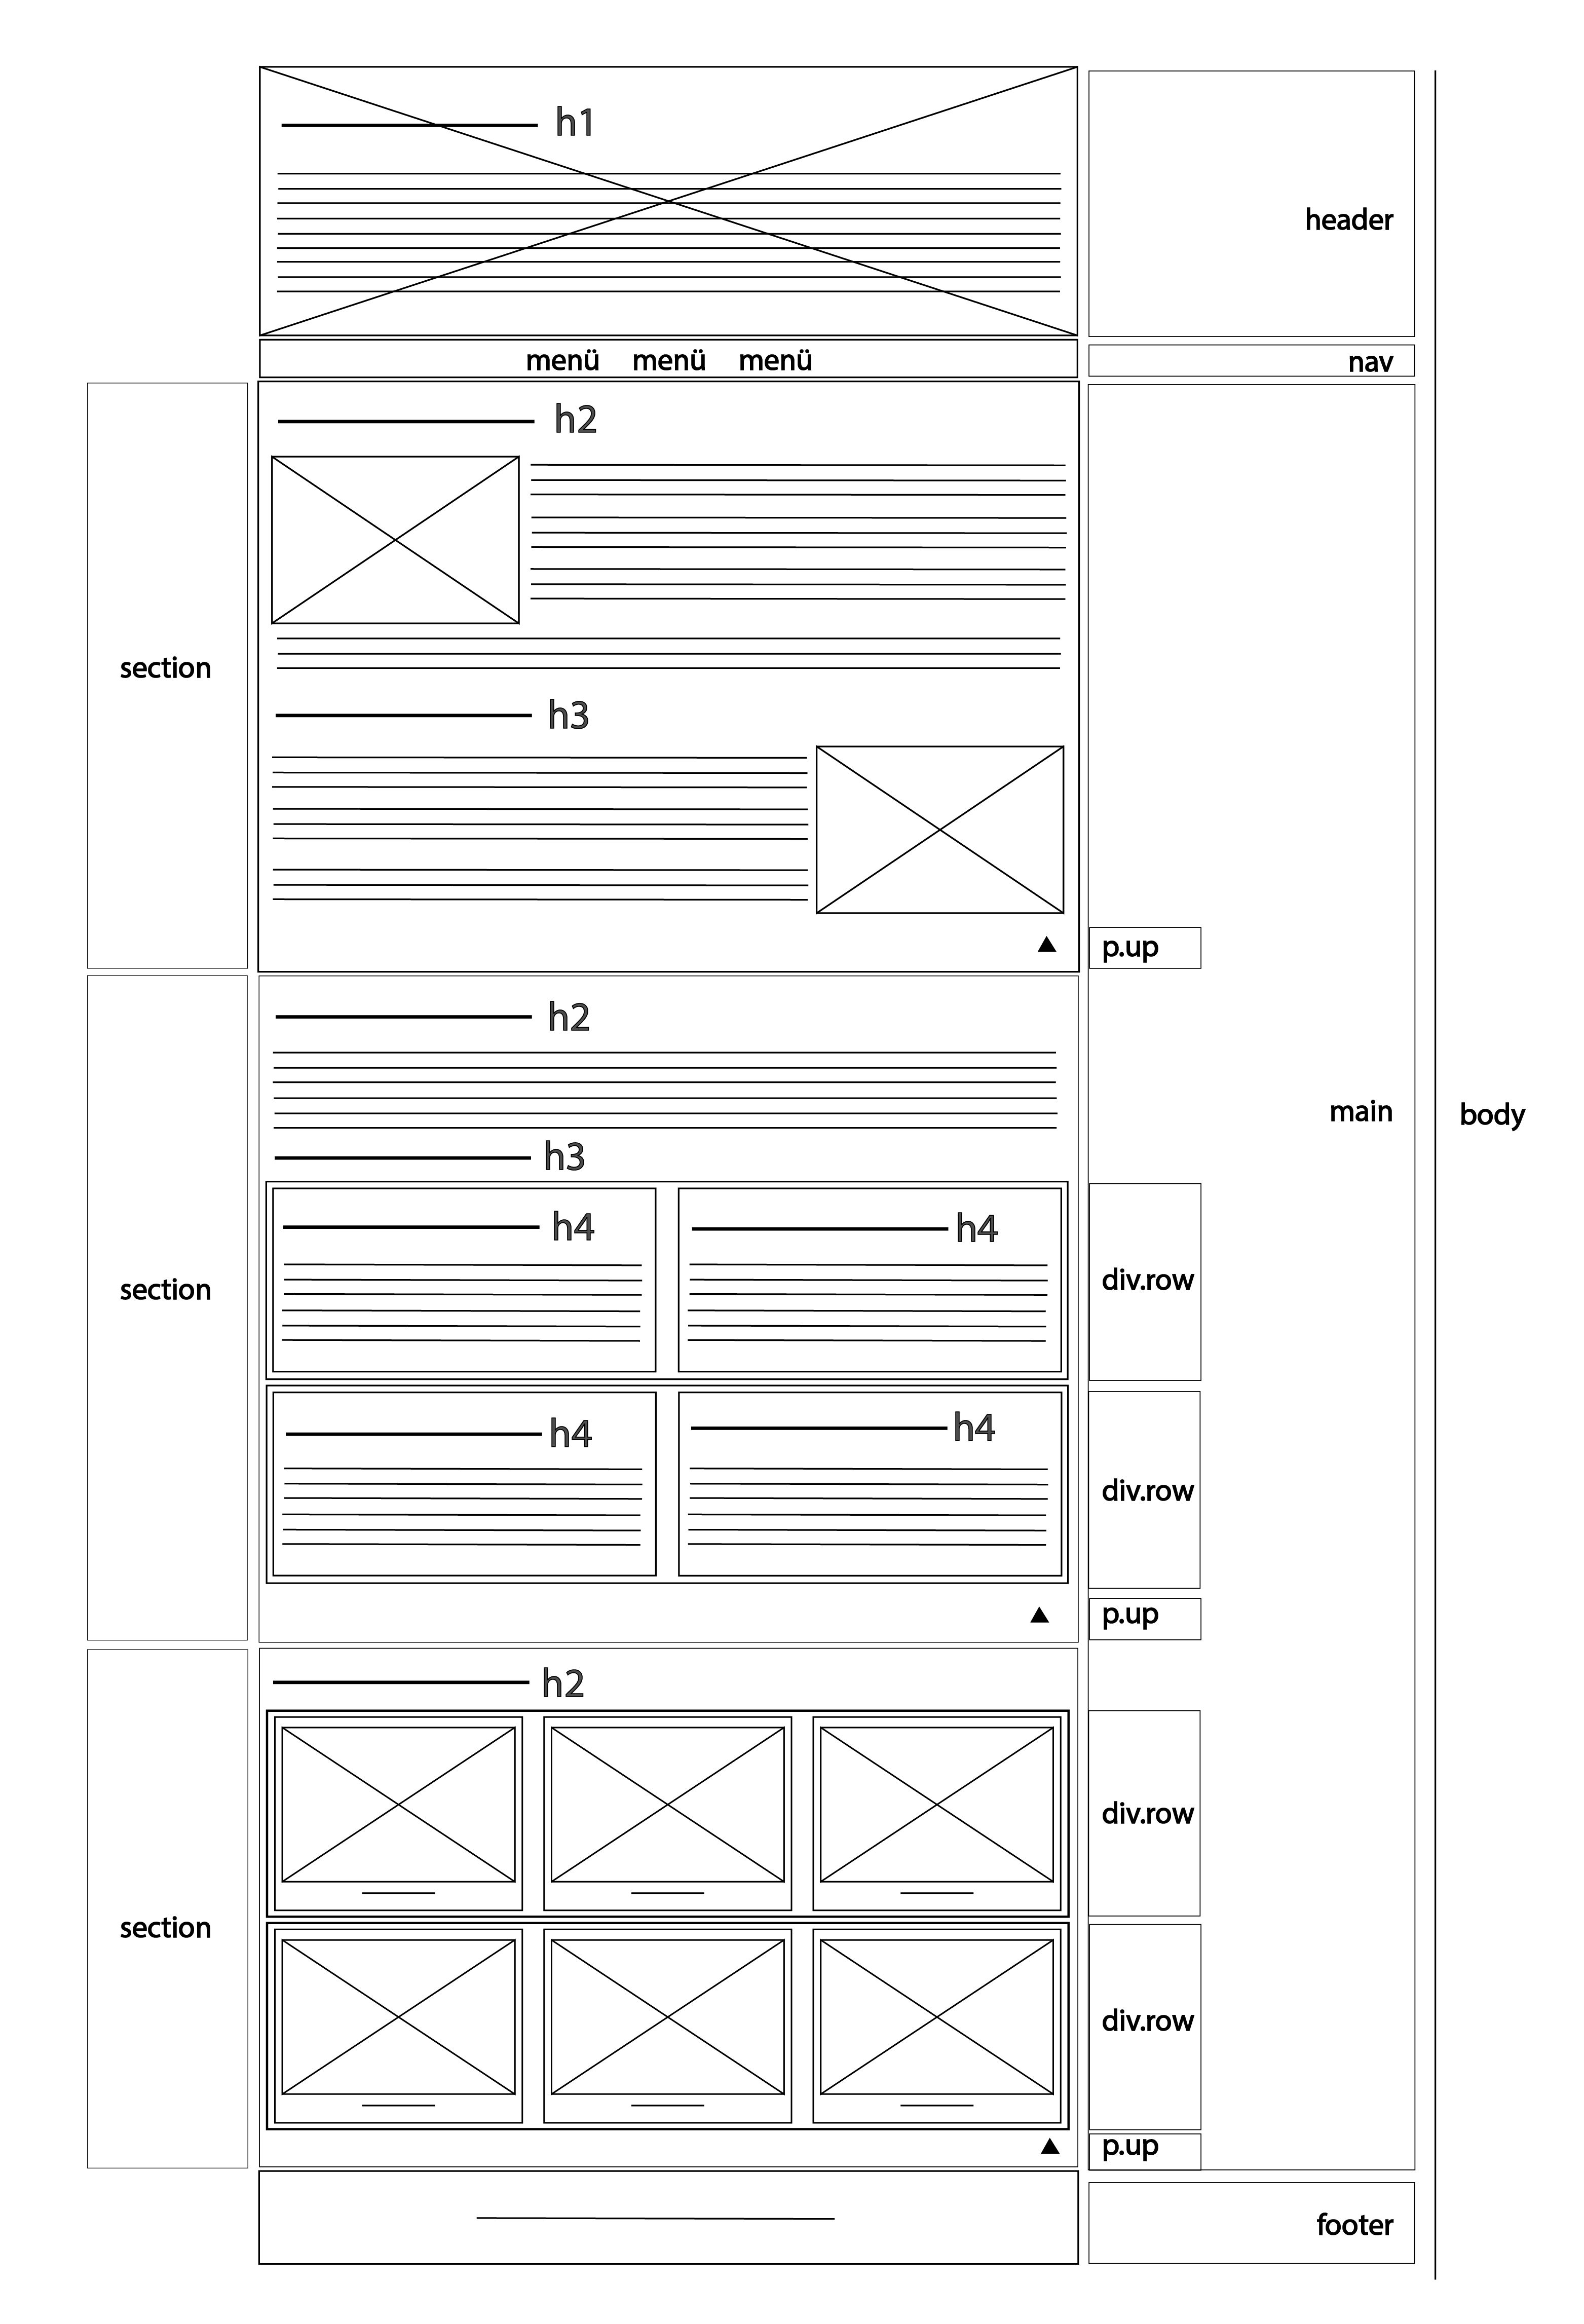 h1
header
menü menü menü
nav
h2
section
h3
p.up
h2
main
body
h3
h4 h4
div.row
section
h4 h4
div.row
p.up
h2
div.row
section
div.row
p.up
footer